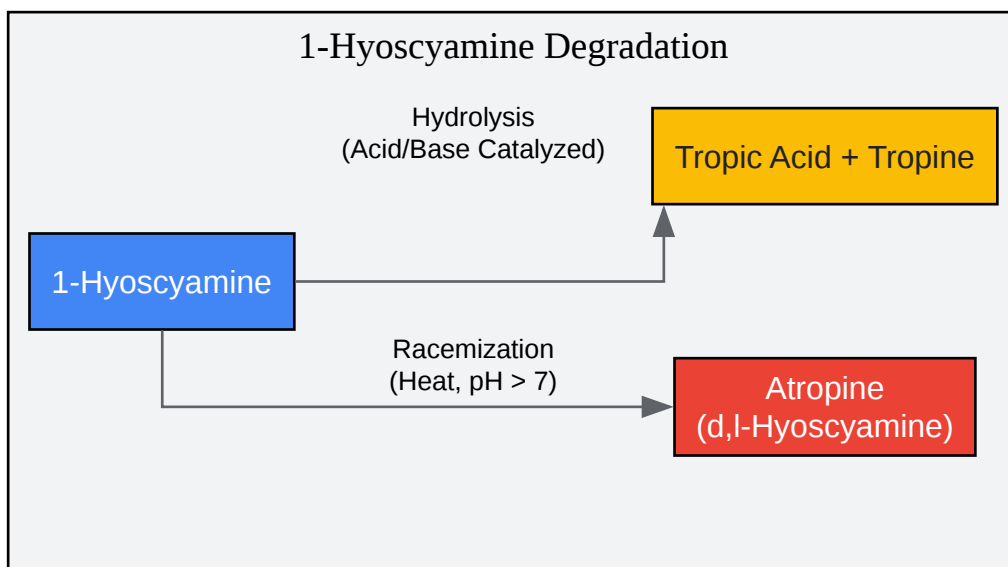 1-Hyoscyamine Degradation
Hydrolysis
(Acid/Base Catalyzed)
Tropic Acid + Tropine
1-Hyoscyamine
Racemization
(Heat, pH > 7)
Atropine
(d,l-Hyoscyamine)